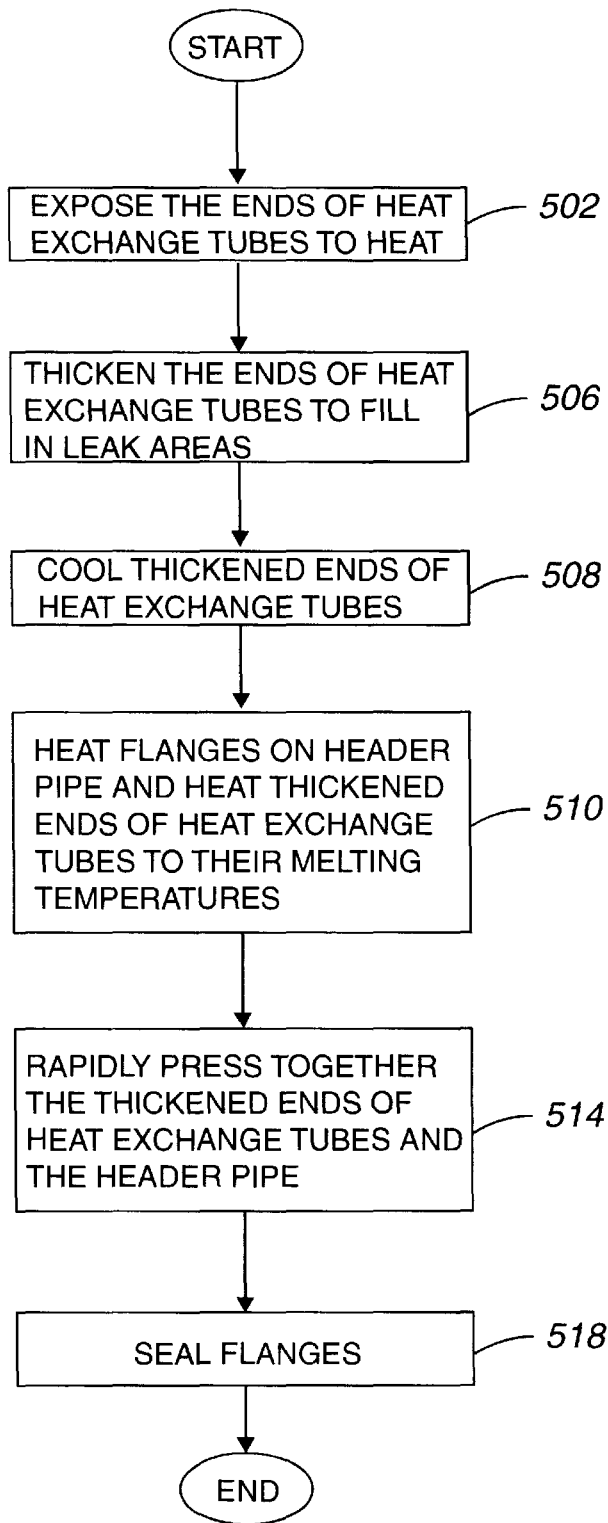 START
EXPOSE THE ENDS OF HEAT
EXCHANGE TUBES TO HEAT
502
THICKEN THE ENDS OF HEAT
EXCHANGE TUBES TO FILL
IN LEAK AREAS
506
COOL THICKENED ENDS OF
HEAT EXCHANGE TUBES
508
HEAT FLANGES ON HEADER
PIPE AND HEAT THICKENED
ENDS OF HEAT EXCHANGE
TUBES TO THEIR MELTING
TEMPERATURES
510
RAPIDLY PRESS TOGETHER
THE THICKENED ENDS OF
HEAT EXCHANGE TUBES AND
THE HEADER PIPE
514
SEAL FLANGES
518
END